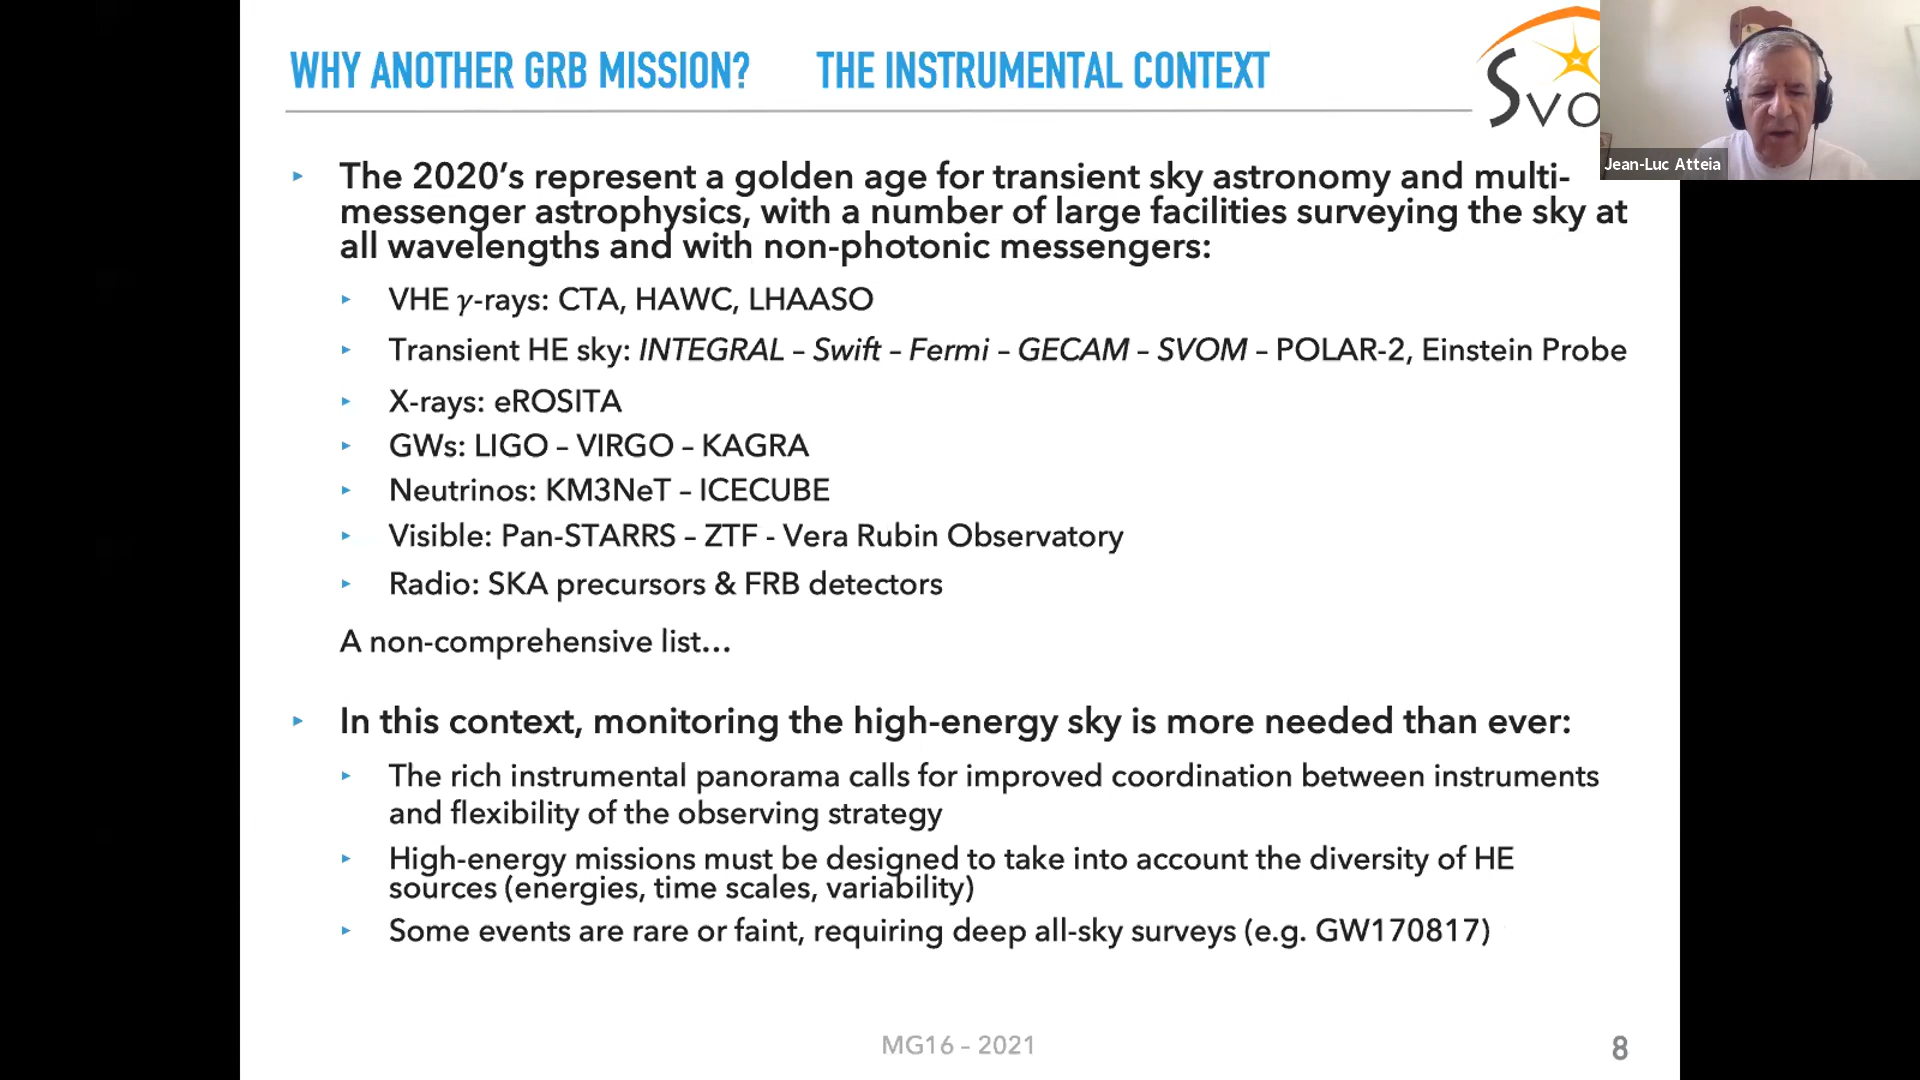 WHY ANOTHER GRB MISSION? THE INSTRUMENTAL CONTEXT
SVO
Jean-Luc Atteia
‣ The 2020’s represent a golden age for transient sky astronomy and multi-
messenger astrophysics, with a number of large facilities surveying the sky at
all wavelengths and with non-photonic messengers:
‣ VHE γ-rays: CTA, HAWC, LHAASO
‣ Transient HE sky: INTEGRAL – Swift – Fermi – GECAM – SVOM – POLAR-2, Einstein Probe
‣ X-rays: eROSITA
‣ GWs: LIGO – VIRGO – KAGRA
‣ Neutrinos: KM3NeT – ICECUBE
‣ Visible: Pan-STARRS – ZTF - Vera Rubin Observatory
‣ Radio: SKA precursors & FRB detectors
A non-comprehensive list…
‣ In this context, monitoring the high-energy sky is more needed than ever:
‣ The rich instrumental panorama calls for improved coordination between instruments
and flexibility of the observing strategy
‣ High-energy missions must be designed to take into account the diversity of HE
sources (energies, time scales, variability)
‣ Some events are rare or faint, requiring deep all-sky surveys (e.g. GW170817)
MG16 – 2021
8